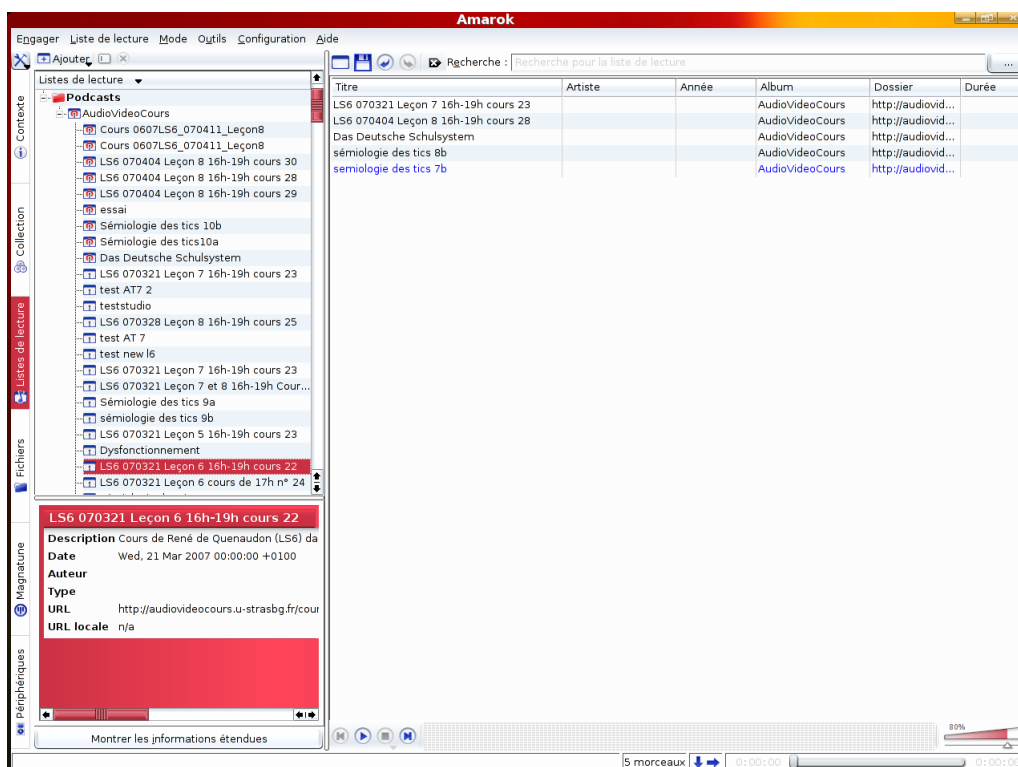 Amarok
Engager Liste de lecture Mode Outils Configuration Aide
Ajouter
Recherche : Recherche pour la liste de lecture ...
Contexte
Collection
Listes de lecture
Fichiers
Magnatune
Périphériques
Listes de lecture
Podcasts
AudioVideoCours
Cours 0607LS6_070411_Leçon8
Cours 0607LS6_070411_Leçon8
LS6 070404 Leçon 8 16h-19h cours 30
LS6 070404 Leçon 8 16h-19h cours 28
LS6 070404 Leçon 8 16h-19h cours 29
essai
Sémiologie des tics 10b
Sémiologie des tics10a
Das Deutsche Schulsystem
LS6 070321 Leçon 7 16h-19h cours 23
test AT7 2
teststudio
LS6 070328 Leçon 8 16h-19h cours 25
test AT 7
test new l6
LS6 070321 Leçon 7 16h-19h cours 23
LS6 070321 Leçon 7 et 8 16h-19h Cour...
Sémiologie des tics 9a
sémiologie des tics 9b
LS6 070321 Leçon 5 16h-19h cours 23
Dysfonctionnement
LS6 070321 Leçon 6 16h-19h cours 22
LS6 070321 Leçon 6 cours de 17h n° 24
LS6 070321 Leçon 6 16h-19h cours 22
Description Cours de René de Quenaudon (LS6) da
Date Wed, 21 Mar 2007 00:00:00 +0100
Auteur
Type
URL http://audiovideocours.u-strasbg.fr/cour
URL locale n/a
Montrer les informations étendues
Titre Artiste Année Album Dossier Durée
LS6 070321 Leçon 7 16h-19h cours 23 AudioVideoCours http://audiovid...
LS6 070404 Leçon 8 16h-19h cours 28 AudioVideoCours http://audiovid...
Das Deutsche Schulsystem AudioVideoCours http://audiovid...
sémiologie des tics 8b AudioVideoCours http://audiovid...
semiologie des tics 7b AudioVideoCours http://audiovid...
80%
5 morceaux 0:00:00 0:00:00